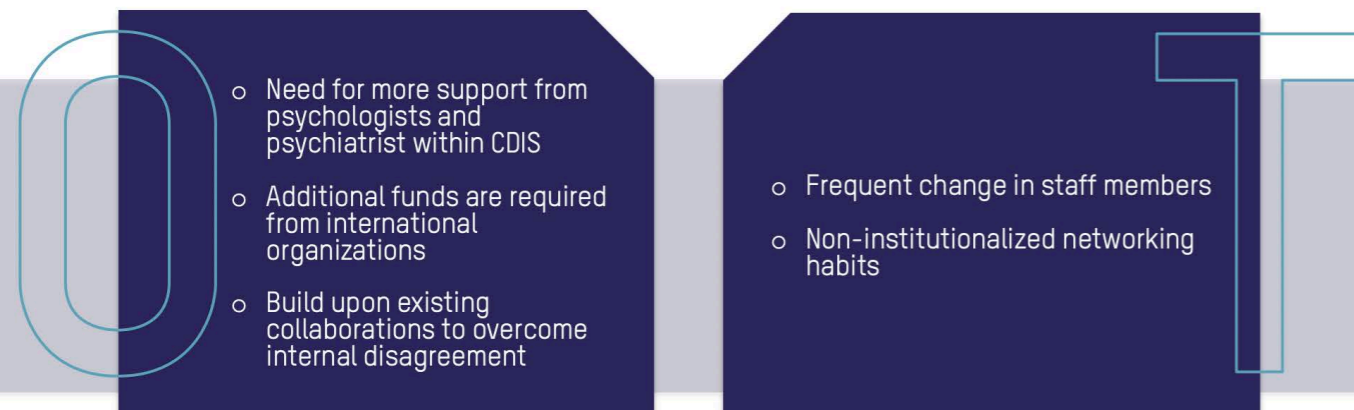 O
○ Need for more support from
psychologists and
psychiatrist within CDIS
○ Additional funds are required
from international
organizations
○ Build upon existing
collaborations to overcome
internal disagreement
T
○ Frequent change in staff members
○ Non-institutionalized networking
habits